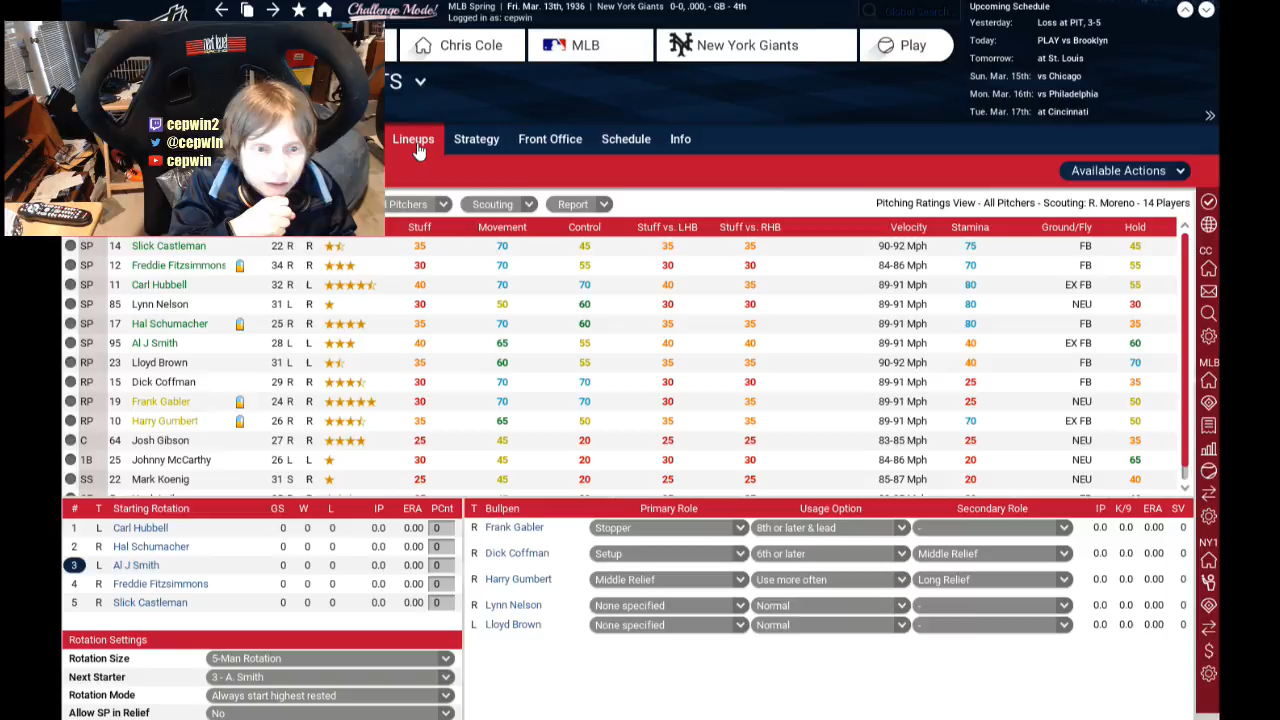 Challenge Mode!
MLB Spring | Fri. Mar. 13th, 1936 | New York Giants 0-0, .000, - GB - 4th
Logged in as: cepwin
Global Search
Upcoming Schedule
Yesterday: Loss at PIT, 3-5
Today: PLAY vs Brooklyn
Tomorrow: at St. Louis
Sun. Mar. 15th: vs Chicago
Mon. Mar. 16th: vs Philadelphia
Tue. Mar. 17th: at Cincinnati
Chris Cole MLB New York Giants Play
TS
next level
cepwin2
@cepwin
cepwin
Lineups Strategy Front Office Schedule Info
Available Actions
l Pitchers Scouting Report Pitching Ratings View - All Pitchers - Scouting: R. Moreno - 14 Players
Stuff Movement Control Stuff vs. LHB Stuff vs. RHB Velocity Stamina Ground/Fly Hold
SP 14 Slick Castleman 22 R R 35 70 45 35 35 90-92 Mph 75 FB 45
SP 12 Freddie Fitzsimmons 34 R R 30 70 55 30 30 84-86 Mph 70 FB 55
SP 11 Carl Hubbell 32 R L 40 70 70 40 35 89-91 Mph 80 EX FB 55
SP 85 Lynn Nelson 31 L R 30 50 60 30 30 89-91 Mph 80 NEU 30
SP 17 Hal Schumacher 25 R R 35 70 60 35 35 89-91 Mph 80 FB 35
SP 95 Al J Smith 28 L L 40 65 55 40 40 89-91 Mph 40 EX FB 60
RP 23 Lloyd Brown 31 L L 35 60 55 35 35 90-92 Mph 40 FB 70
RP 15 Dick Coffman 29 R R 30 70 70 30 30 89-91 Mph 25 FB 35
RP 19 Frank Gabler 24 R R 30 70 70 30 35 89-91 Mph 25 NEU 50
RP 10 Harry Gumbert 26 R R 35 65 50 35 35 89-91 Mph 70 EX FB 50
C 64 Josh Gibson 27 R R 25 45 20 25 25 83-85 Mph 25 NEU 35
1B 25 Johnny McCarthy 26 L L 30 45 20 30 30 84-86 Mph 20 NEU 65
SS 22 Mark Koenig 31 S R 25 45 20 25 25 85-87 Mph 20 NEU 40
# T Starting Rotation GS W L IP ERA PCnt
1 L Carl Hubbell 0 0 0 0.0 0.00 0
2 R Hal Schumacher 0 0 0 0.0 0.00 0
3 L Al J Smith 0 0 0 0.0 0.00 0
4 R Freddie Fitzsimmons 0 0 0 0.0 0.00 0
5 R Slick Castleman 0 0 0 0.0 0.00 0
Rotation Settings
Rotation Size 5-Man Rotation
Next Starter 3 - A. Smith
Rotation Mode Always start highest rested
Allow SP in Relief No
T Bullpen Primary Role Usage Option Secondary Role IP K/9 ERA SV
R Frank Gabler Stopper 8th or later & lead - 0.0 0.0 0.00 0
R Dick Coffman Setup 6th or later Middle Relief 0.0 0.0 0.00 0
R Harry Gumbert Middle Relief Use more often Long Relief 0.0 0.0 0.00 0
R Lynn Nelson None specified Normal - 0.0 0.0 0.00 0
L Lloyd Brown None specified Normal - 0.0 0.0 0.00 0
CC
MLB
NY1